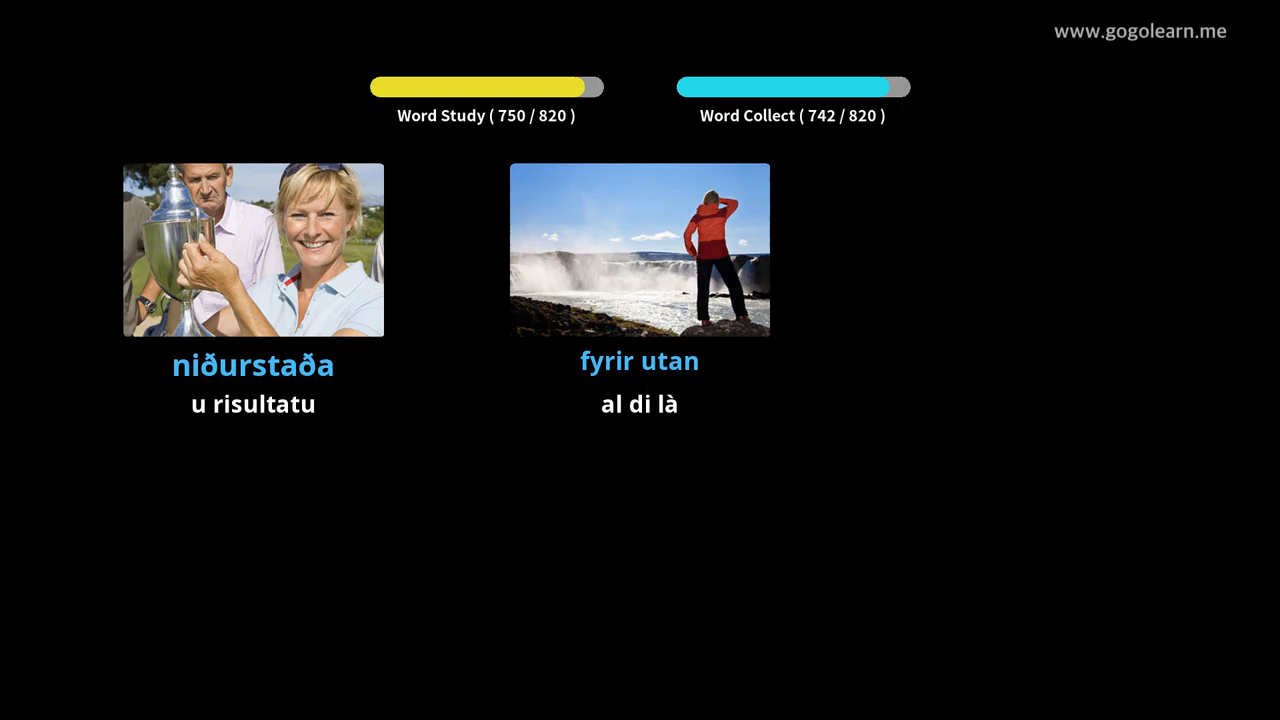 www.gogolearn.me
Word Study ( 750 / 820 )
Word Collect ( 742 / 820 )
niðurstaða
u risultatu
fyrir utan
al di là